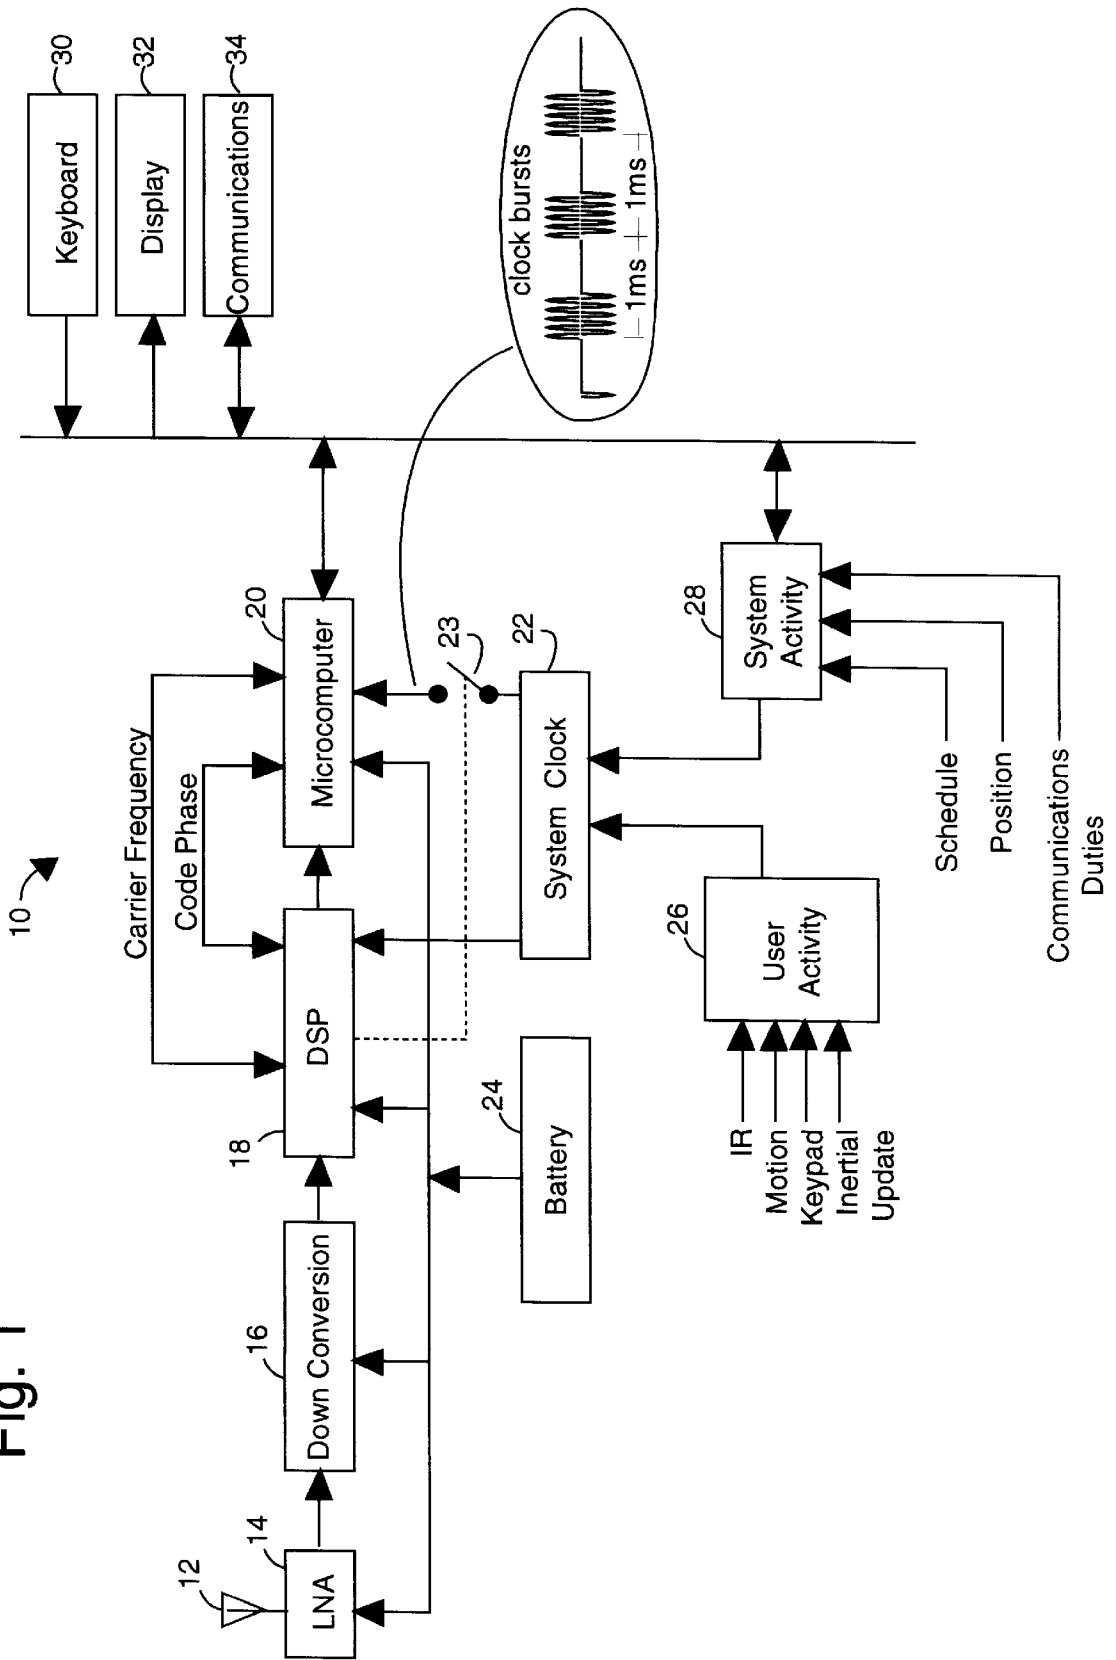 Fig. 1
10
12
14
LNA
16
Down Conversion
18
DSP
Carrier Frequency
Code Phase
20
Microcomputer
30
Keyboard
32
Display
34
Communications
24
Battery
22
System Clock
23
clock bursts
1ms
1ms
26
User
Activity
IR
Motion
Keypad
Inertial
Update
28
System
Activity
Schedule
Position
Communications
Duties